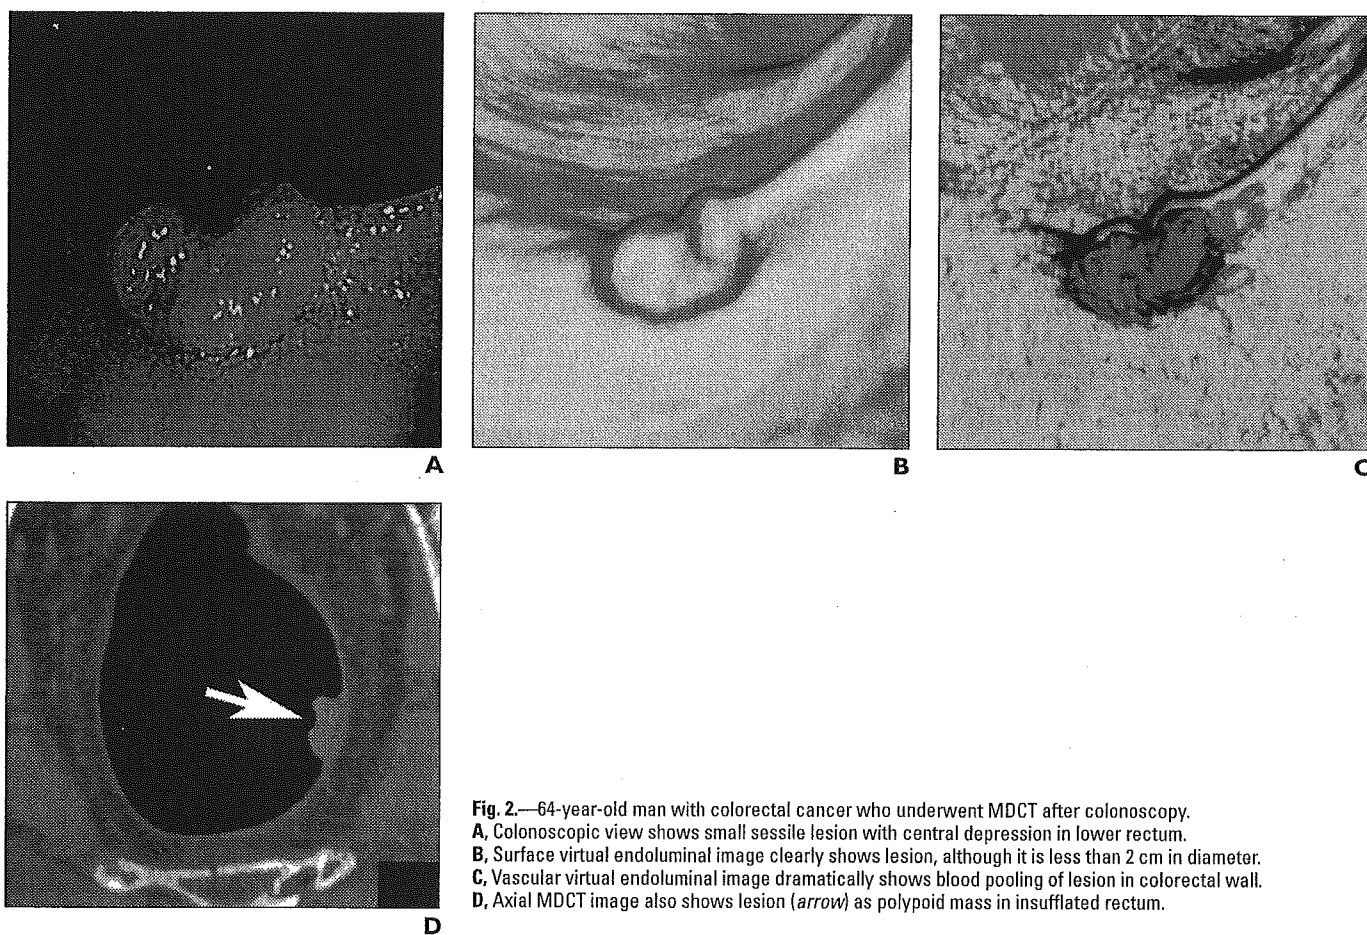 A
B
C
D
Fig. 2.—64-year-old man with colorectal cancer who underwent MDCT after colonoscopy.
A, Colonoscopic view shows small sessile lesion with central depression in lower rectum.
B, Surface virtual endoluminal image clearly shows lesion, although it is less than 2 cm in diameter.
C, Vascular virtual endoluminal image dramatically shows blood pooling of lesion in colorectal wall.
D, Axial MDCT image also shows lesion (arrow) as polypoid mass in insufflated rectum.